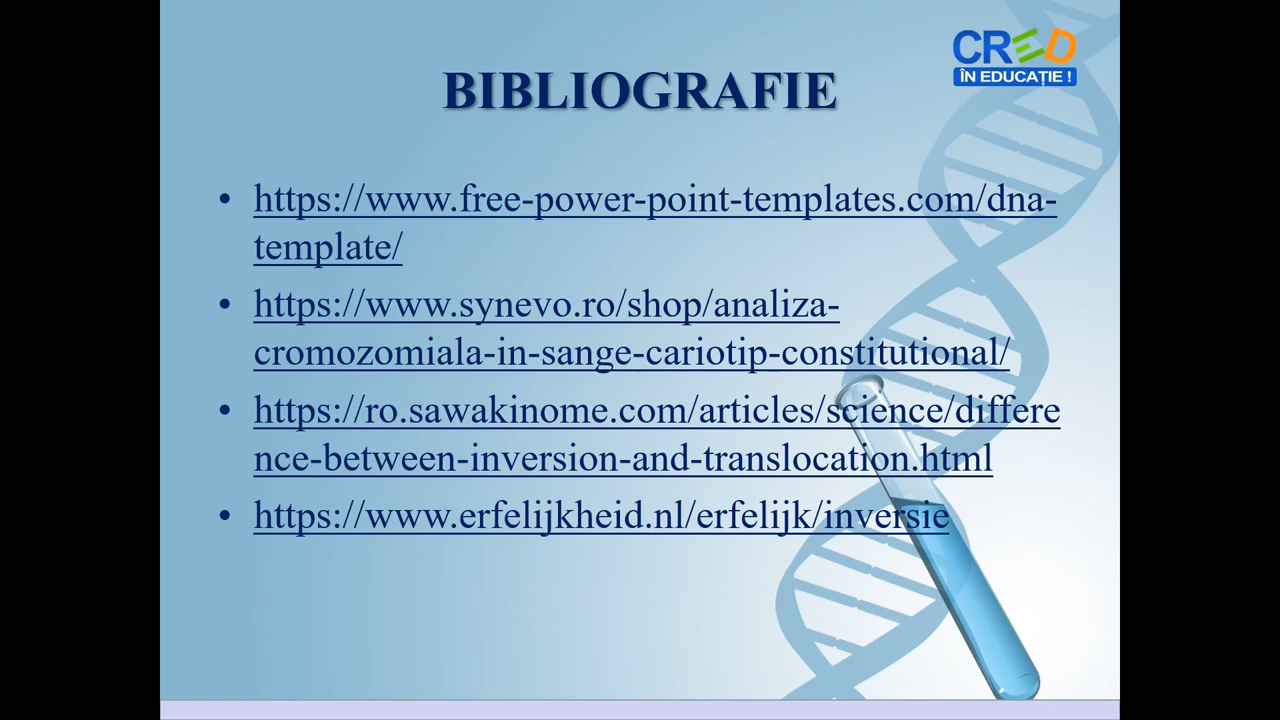 CRED
ÎN EDUCAȚIE !
BIBLIOGRAFIE
• https://www.free-power-point-templates.com/dna-
template/
• https://www.synevo.ro/shop/analiza-
cromozomiala-in-sange-cariotip-constitutional/
• https://ro.sawakinome.com/articles/science/differe
nce-between-inversion-and-translocation.html
• https://www.erfelijkheid.nl/erfelijk/inversie